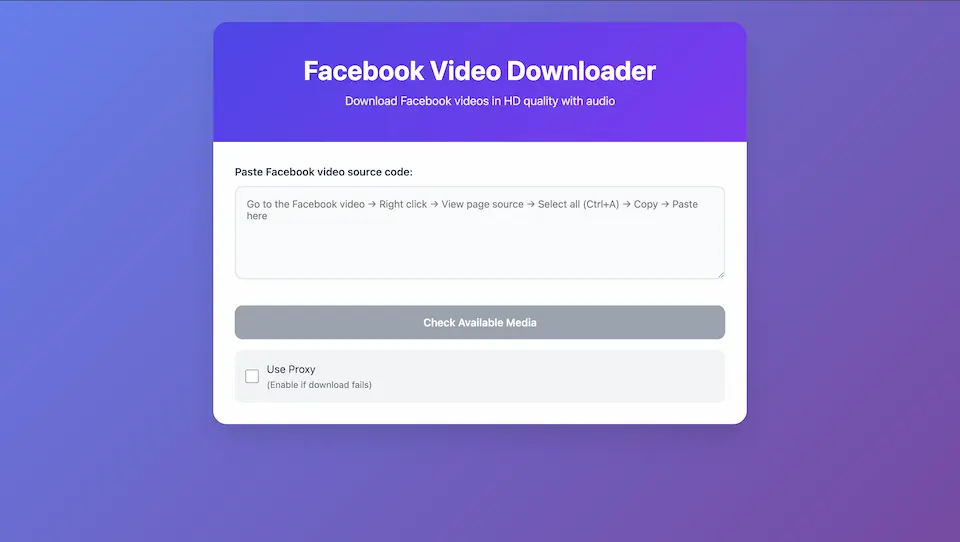 Facebook Video Downloader
Download Facebook videos in HD quality with audio
Paste Facebook video source code:
Go to the Facebook video → Right click → View page source → Select all (Ctrl+A) → Copy → Paste
here
Check Available Media
Use Proxy
(Enable if download fails)